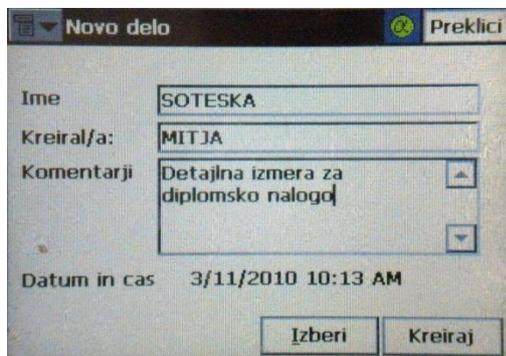 Novo delo
α
Preklici
Ime
SOTESKA
Kreiral/a:
MITJA
Komentarji
Detajlna izmera za
diplomsko nalogo
Datum in cas
3/11/2010 10:13 AM
Izberi
Kreiraj